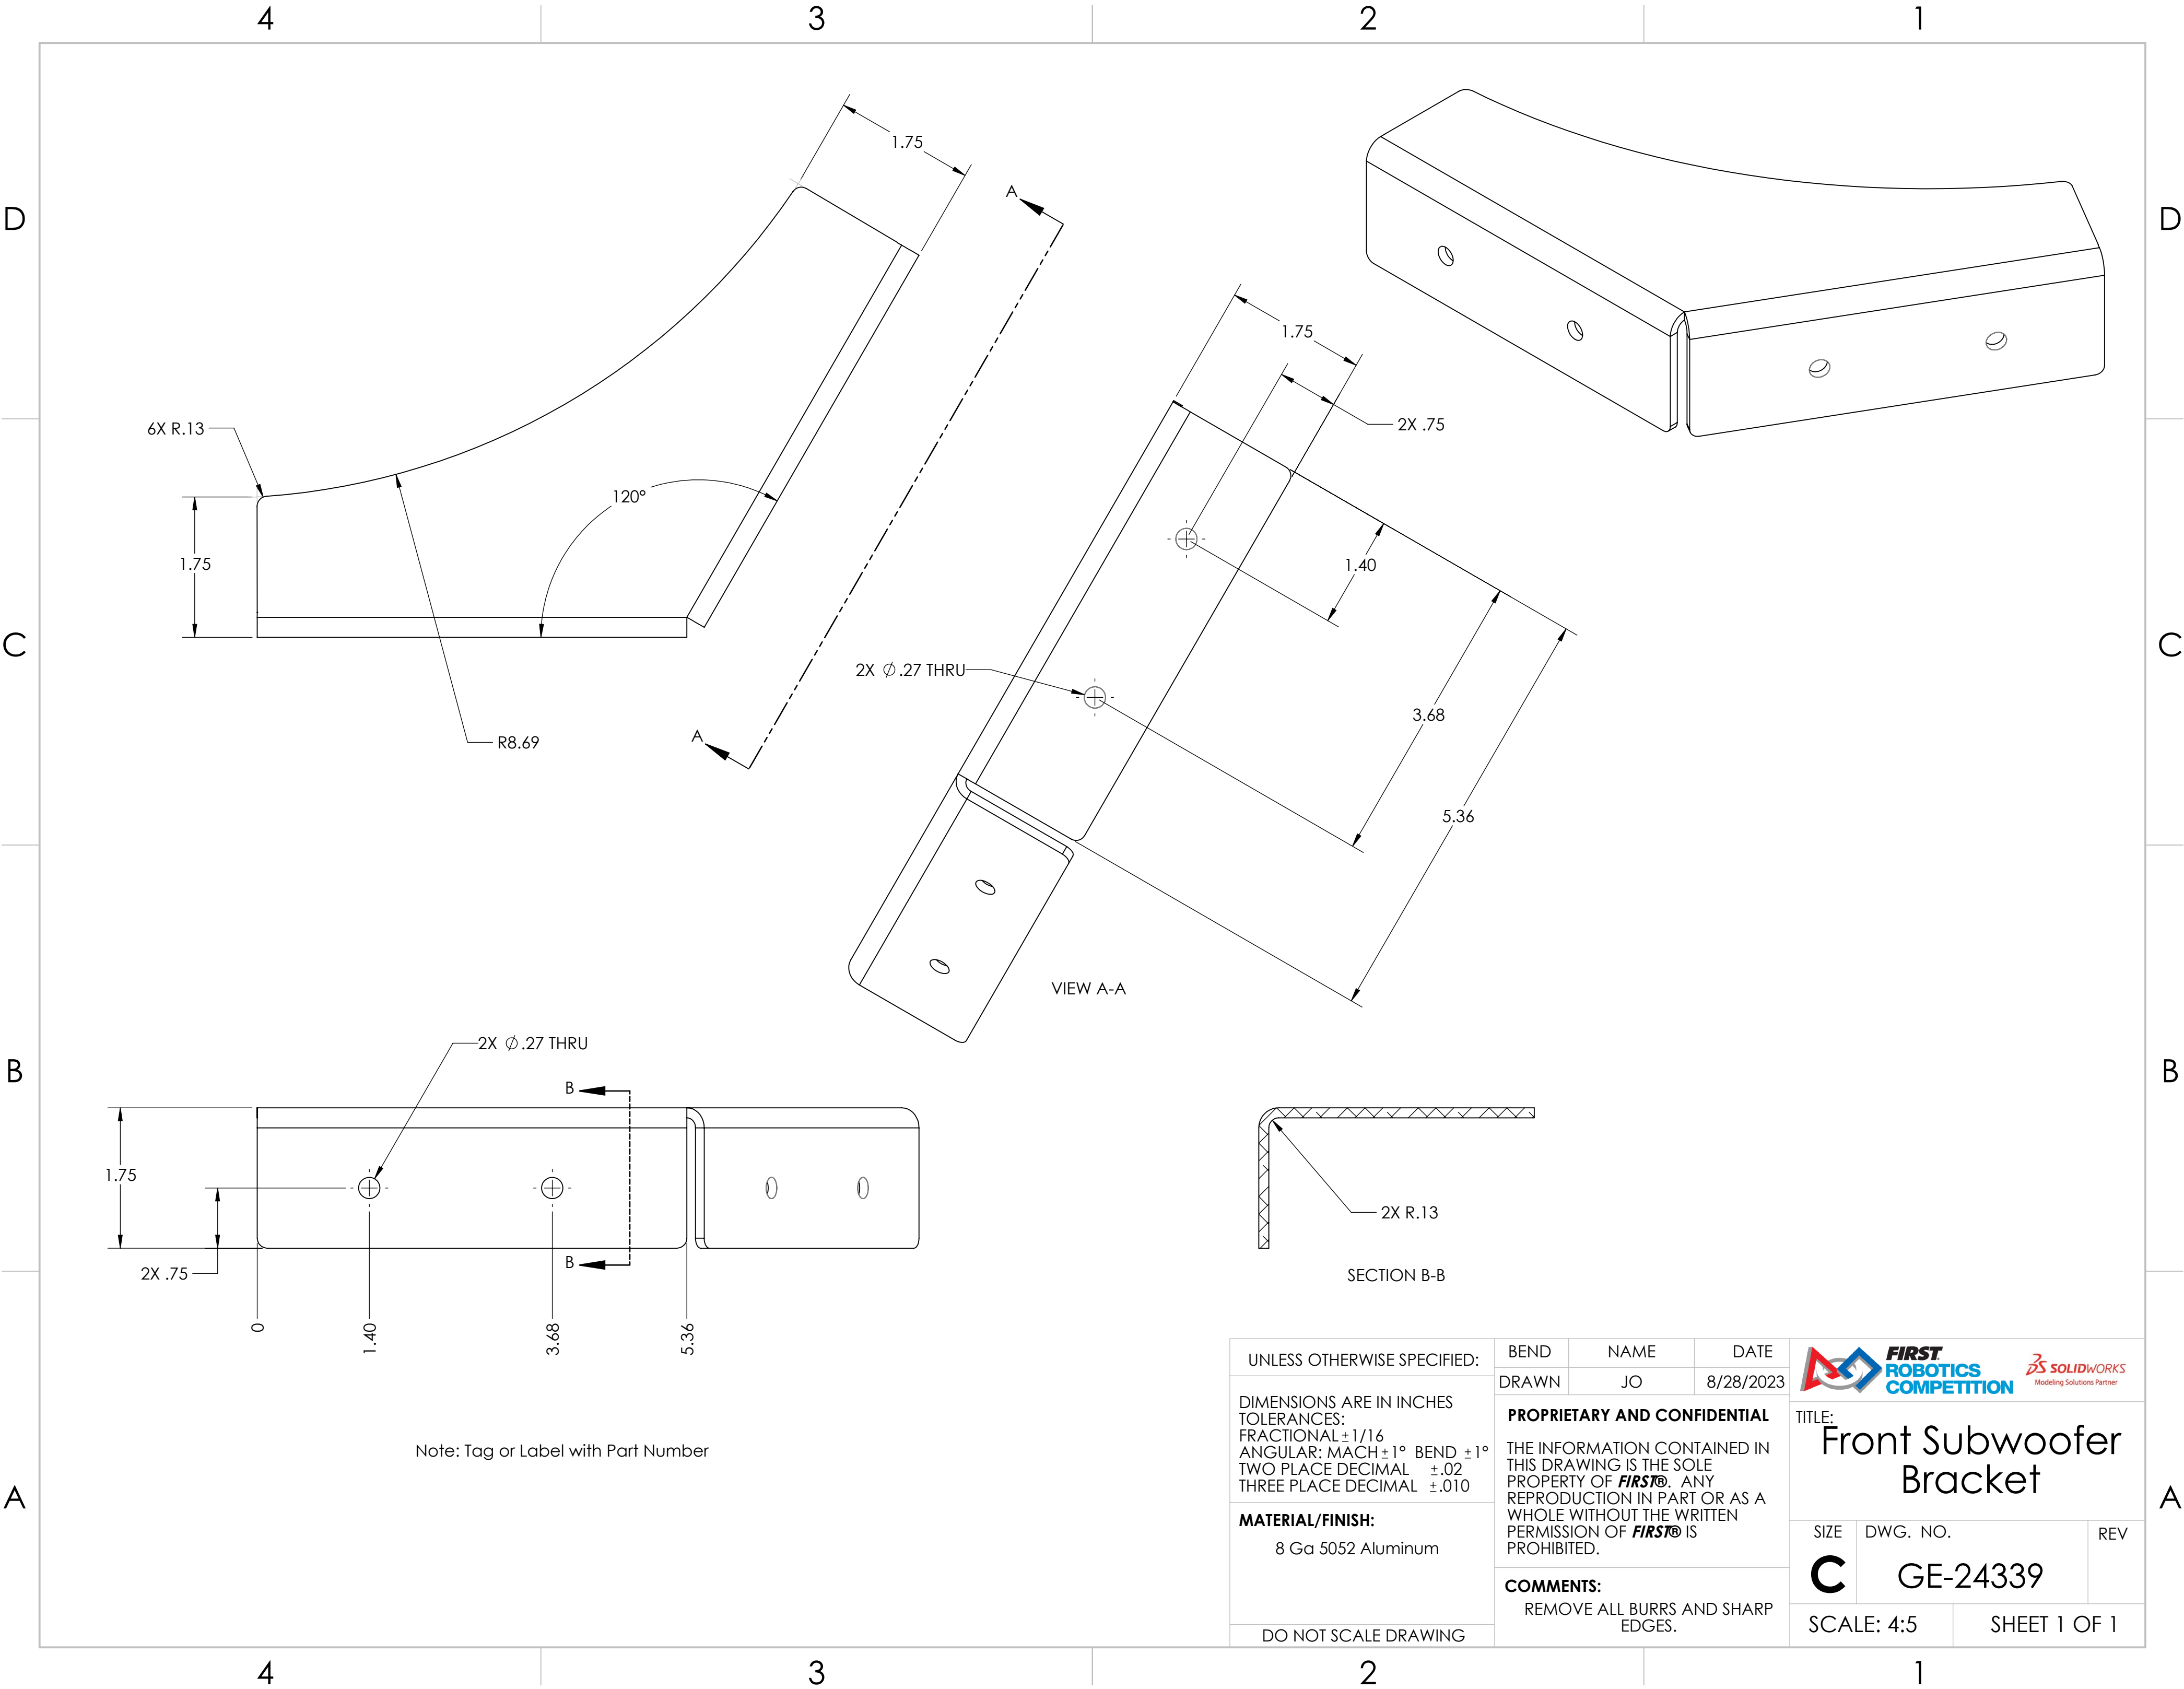 4
3
2
1
D
D
C
C
B
B
A
A
1.75
A
6X R.13
1.75
120°
R8.69
A
1.75
2X .75
1.40
2X ∅.27 THRU
3.68
5.36
VIEW A-A
2X ∅.27 THRU
B
1.75
2X .75
B
0
1.40
3.68
5.36
2X R.13
SECTION B-B
Note: Tag or Label with Part Number
UNLESS OTHERWISE SPECIFIED:
DIMENSIONS ARE IN INCHES
TOLERANCES:
FRACTIONAL±1/16
ANGULAR: MACH±1° BEND ±1°
TWO PLACE DECIMAL ±.02
THREE PLACE DECIMAL ±.010
MATERIAL/FINISH:
8 Ga 5052 Aluminum
DO NOT SCALE DRAWING
BEND NAME DATE
DRAWN JO 8/28/2023
PROPRIETARY AND CONFIDENTIAL
THE INFORMATION CONTAINED IN
THIS DRAWING IS THE SOLE
PROPERTY OF FIRST®. ANY
REPRODUCTION IN PART OR AS A
WHOLE WITHOUT THE WRITTEN
PERMISSION OF FIRST® IS
PROHIBITED.
COMMENTS:
REMOVE ALL BURRS AND SHARP
EDGES.
FIRST
ROBOTICS
COMPETITION
SOLIDWORKS
Modeling Solutions Partner
TITLE:
Front Subwoofer
Bracket
SIZE DWG. NO. REV
C GE-24339
SCALE: 4:5 SHEET 1 OF 1
4
3
2
1